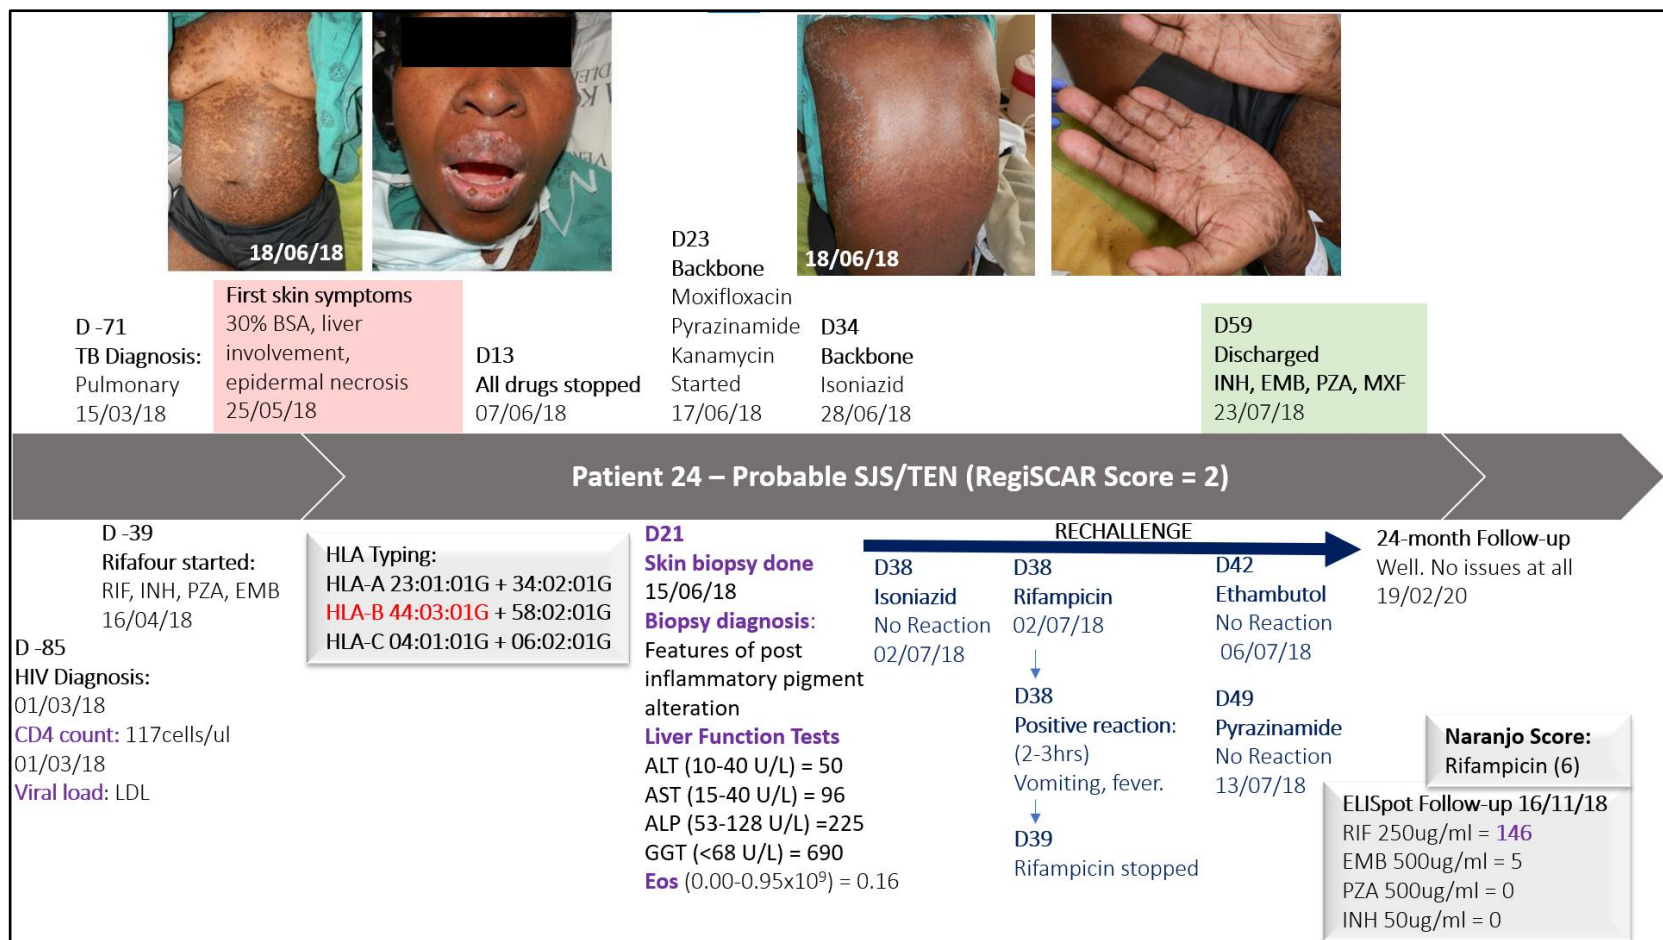 18/06/18
18/06/18
D -71
TB Diagnosis:
Pulmonary
15/03/18
First skin symptoms
30% BSA, liver
involvement,
epidermal necrosis
25/05/18
D13
All drugs stopped
07/06/18
D23
Backbone
Moxifloxacin
Pyrazinamide
Kanamycin
Started
17/06/18
D34
Backbone
Isoniazid
28/06/18
D59
Discharged
INH, EMB, PZA, MXF
23/07/18
Patient 24 – Probable SJS/TEN (RegiSCAR Score = 2)
D -39
Rifafour started:
RIF, INH, PZA, EMB
16/04/18
D -85
HIV Diagnosis:
01/03/18
CD4 count: 117cells/ul
01/03/18
Viral load: LDL
HLA Typing:
HLA-A 23:01:01G + 34:02:01G
HLA-B 44:03:01G + 58:02:01G
HLA-C 04:01:01G + 06:02:01G
D21
Skin biopsy done
15/06/18
Biopsy diagnosis:
Features of post
inflammatory pigment
alteration
Liver Function Tests
ALT (10-40 U/L) = 50
AST (15-40 U/L) = 96
ALP (53-128 U/L) =225
GGT (<68 U/L) = 690
Eos (0.00-0.95x10⁹) = 0.16
RECHALLENGE
D38
Isoniazid
No Reaction
02/07/18
D38
Rifampicin
02/07/18
D38
Positive reaction:
(2-3hrs)
Vomiting, fever.
D39
Rifampicin stopped
D42
Ethambutol
No Reaction
06/07/18
D49
Pyrazinamide
No Reaction
13/07/18
24-month Follow-up
Well. No issues at all
19/02/20
Naranjo Score:
Rifampicin (6)
ELISpot Follow-up 16/11/18
RIF 250ug/ml = 146
EMB 500ug/ml = 5
PZA 500ug/ml = 0
INH 50ug/ml = 0